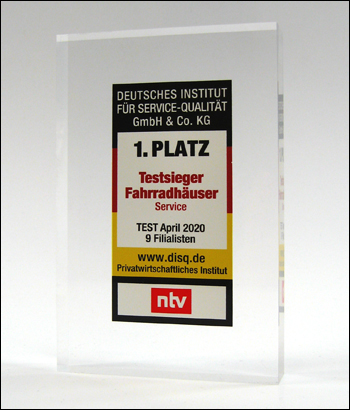 DEUTSCHES INSTITUT
FÜR SERVICE-QUALITÄT
GmbH & Co. KG
1. PLATZ
Testsieger
Fahrradhäuser
Service
TEST April 2020
9 Filialisten
www.disq.de
Privatwirtschaftliches Institut
ntv